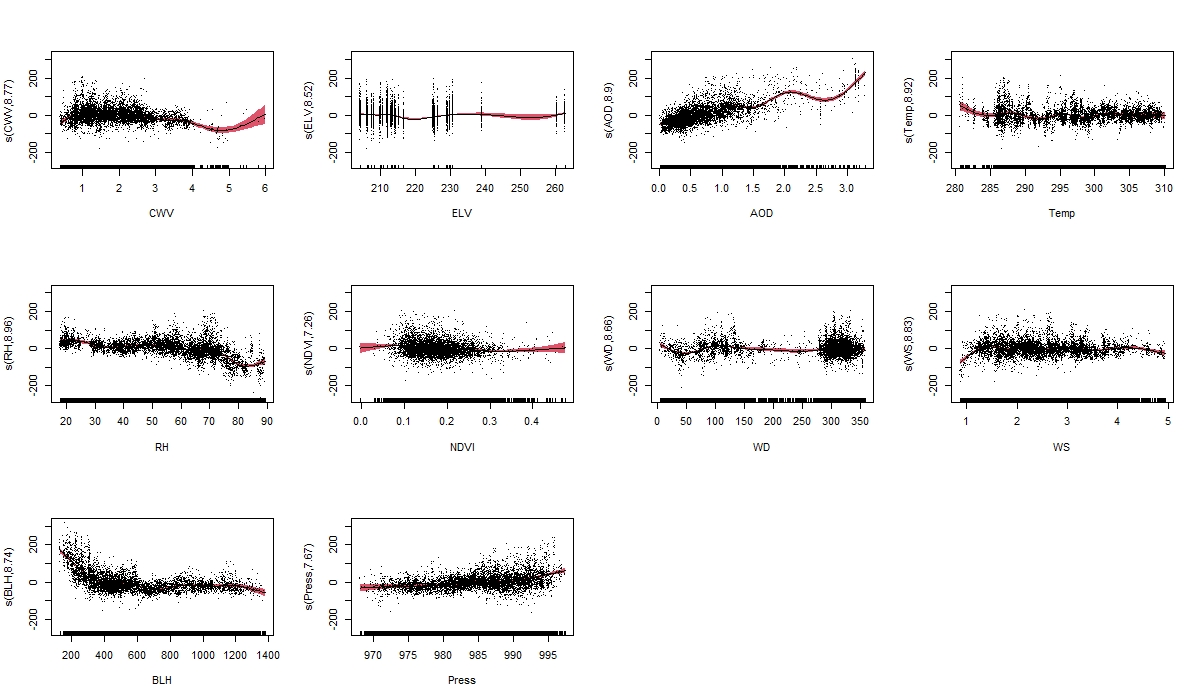 s(CWV,8.77)
200
0
-200
1 2 3 4 5 6
CWV
s(ELV,8.52)
200
0
-200
210 220 230 240 250 260
ELV
s(AOD,8.9)
200
0
-200
0.0 0.5 1.0 1.5 2.0 2.5 3.0
AOD
s(Temp,8.92)
200
0
-200
280 285 290 295 300 305 310
Temp
s(RH,8.96)
200
0
-200
20 30 40 50 60 70 80 90
RH
s(NDVI,7.26)
200
0
-200
0.0 0.1 0.2 0.3 0.4
NDVI
s(WD,8.66)
200
0
-200
0 50 100 150 200 250 300 350
WD
s(WS,8.83)
200
0
-200
1 2 3 4 5
WS
s(BLH,8.74)
200
0
-200
200 400 600 800 1000 1200 1400
BLH
s(Press,7.67)
200
0
-200
970 975 980 985 990 995
Press